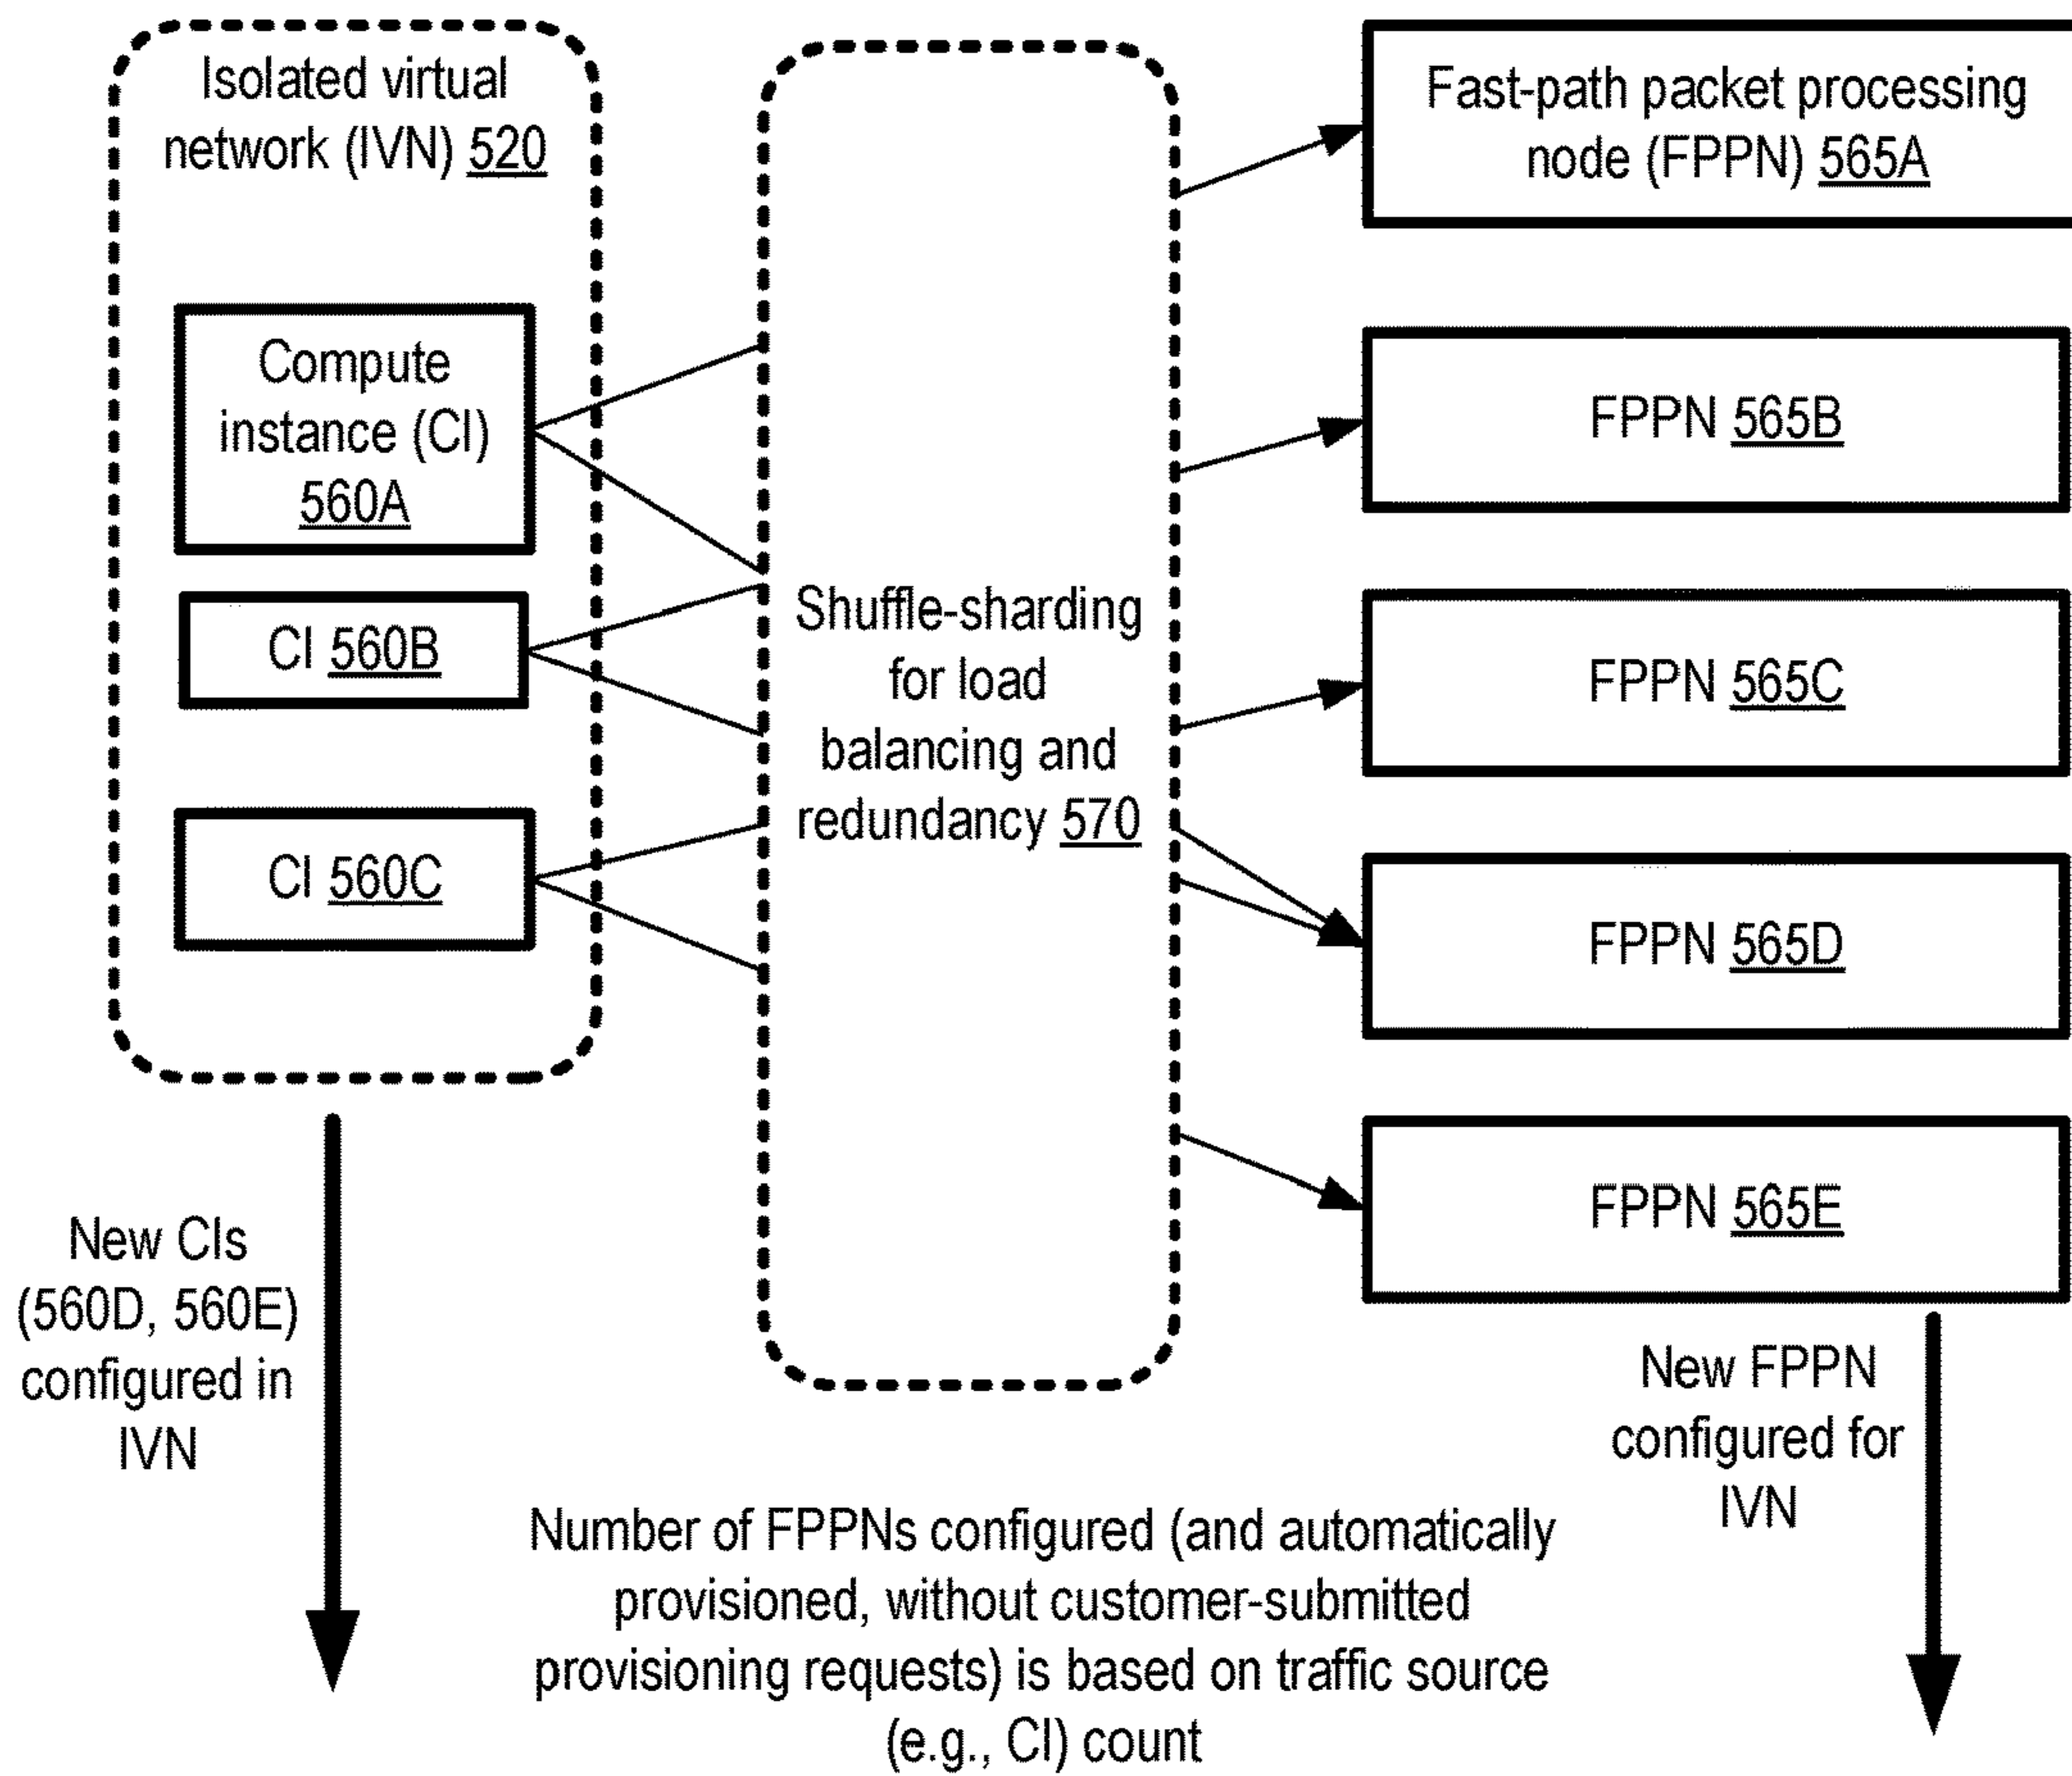 Isolated virtual
network (IVN) 520
Compute
instance (CI)
560A
CI 560B
CI 560C
New CIs
(560D, 560E)
configured in
IVN
Shuffle-sharding
for load
balancing and
redundancy 570
Fast-path packet processing
node (FPPN) 565A
FPPN 565B
FPPN 565C
FPPN 565D
FPPN 565E
New FPPN
configured for
IVN
Number of FPPNs configured (and automatically
provisioned, without customer-submitted
provisioning requests) is based on traffic source
(e.g., CI) count